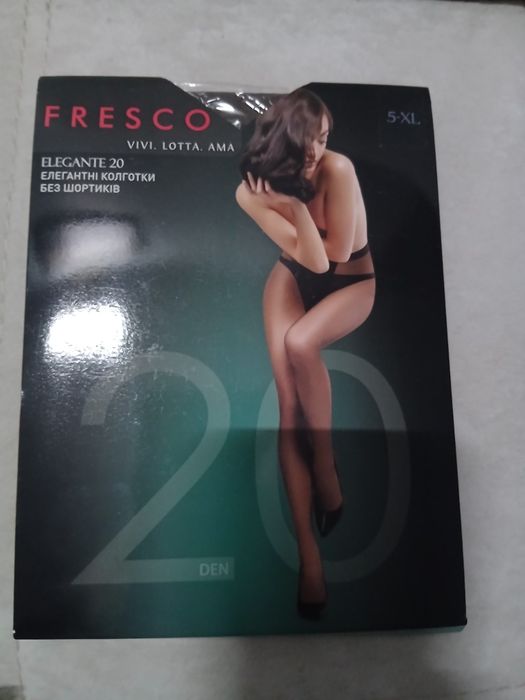 FRESCO
VIVI. LOTTA. AMA
5-XL
ELEGANTE 20
ЕЛЕГАНТНІ КОЛГОТКИ
БЕЗ ШОРТИКІВ
20
DEN